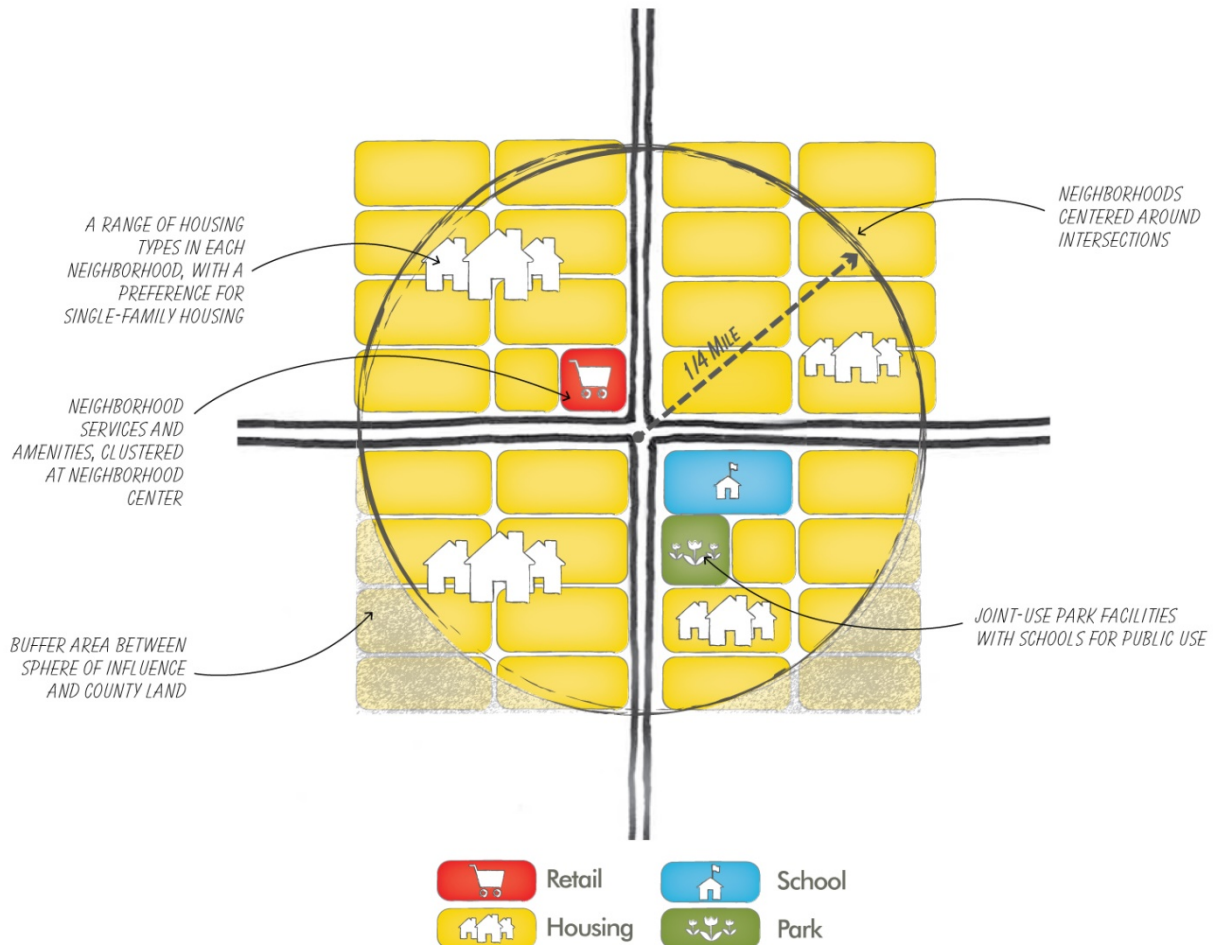 A RANGE OF HOUSING
TYPES IN EACH
NEIGHBORHOOD, WITH A
PREFERENCE FOR
SINGLE-FAMILY HOUSING
NEIGHBORHOODS
CENTERED AROUND
INTERSECTIONS
1/4 MILE
NEIGHBORHOOD
SERVICES AND
AMENITIES, CLUSTERED
AT NEIGHBORHOOD
CENTER
BUFFER AREA BETWEEN
SPHERE OF INFLUENCE
AND COUNTY LAND
JOINT-USE PARK FACILITIES
WITH SCHOOLS FOR PUBLIC USE
Retail
School
Housing
Park